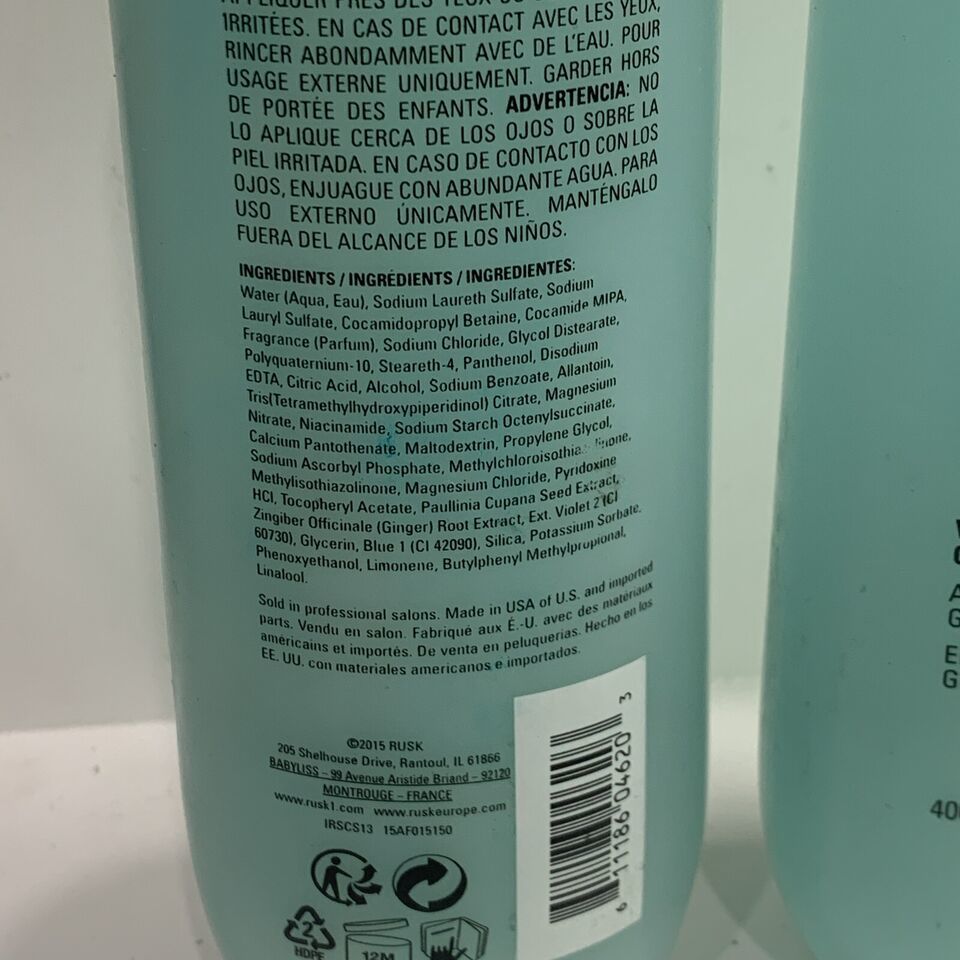 APPLIQUER PRÈS DES YEUX
IRRITÉES. EN CAS DE CONTACT AVEC LES YEUX,
RINCER ABONDAMMENT AVEC DE L'EAU. POUR
USAGE EXTERNE UNIQUEMENT. GARDER HORS
DE PORTÉE DES ENFANTS. ADVERTENCIA: NO
LO APLIQUE CERCA DE LOS OJOS O SOBRE LA
PIEL IRRITADA. EN CASO DE CONTACTO CON LOS
OJOS, ENJUAGUE CON ABUNDANTE AGUA. PARA
USO EXTERNO ÚNICAMENTE. MANTÉNGALO
FUERA DEL ALCANCE DE LOS NIÑOS.
INGREDIENTS / INGRÉDIENTS / INGREDIENTES:
Water (Aqua, Eau), Sodium Laureth Sulfate, Sodium
Lauryl Sulfate, Cocamidopropyl Betaine, Cocamide MIPA,
Fragrance (Parfum), Sodium Chloride, Glycol Distearate,
Polyquaternium-10, Steareth-4, Panthenol, Disodium
EDTA, Citric Acid, Alcohol, Sodium Benzoate, Allantoin,
Tris(Tetramethylhydroxypiperidinol) Citrate, Magnesium
Nitrate, Niacinamide, Sodium Starch Octenylsuccinate,
Calcium Pantothenate, Maltodextrin, Propylene Glycol,
Sodium Ascorbyl Phosphate, Methylchloroisothiazolinone,
Methylisothiazolinone, Magnesium Chloride, Pyridoxine
HCl, Tocopheryl Acetate, Paullinia Cupana Seed Extract,
Zingiber Officinale (Ginger) Root Extract, Ext. Violet 2 (CI
60730), Glycerin, Blue 1 (CI 42090), Silica, Potassium Sorbate,
Phenoxyethanol, Limonene, Butylphenyl Methylpropional,
Linalool.
Sold in professional salons. Made in USA of U.S. and imported
parts. Vendu en salon. Fabriqué aux É.-U. avec des matériaux
américains et importés. De venta en peluquerias. Hecho en los
EE. UU. con materiales americanos e importados.
©2015 RUSK
205 Shelhouse Drive, Rantoul, IL 61866
BABYLISS – 99 Avenue Aristide Briand – 92120
MONTROUGE – FRANCE
www.rusk1.com www.ruskeurope.com
IRSCS13 15AF015150
6 11186 04620 3
2
HDPE
12M